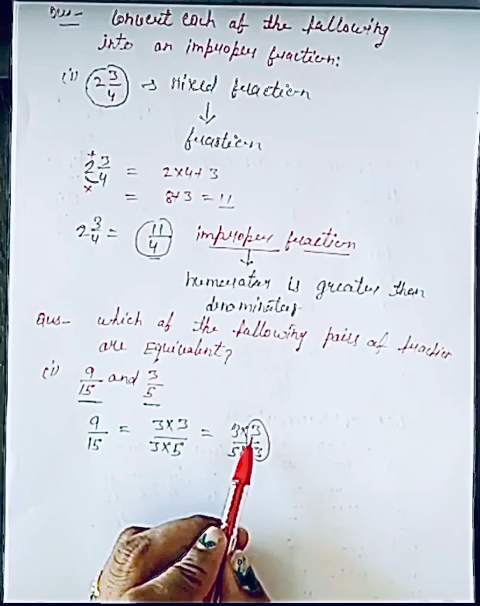 Qus - Convert each of the following
into an improper fraction:
(i) 2 3/4 → Mixed fraction
↓
fraction
2 3/4 = 2×4+3
= 8+3 = 11
2 3/4 = 11/4 improper fraction
↓
numerator is greater then
denominator
Qus - which of the following pairs of fraction
are Equivalent?
(i) 9/15 and 3/5
9/15 = 3×3/3×5 = 3×3/5×3